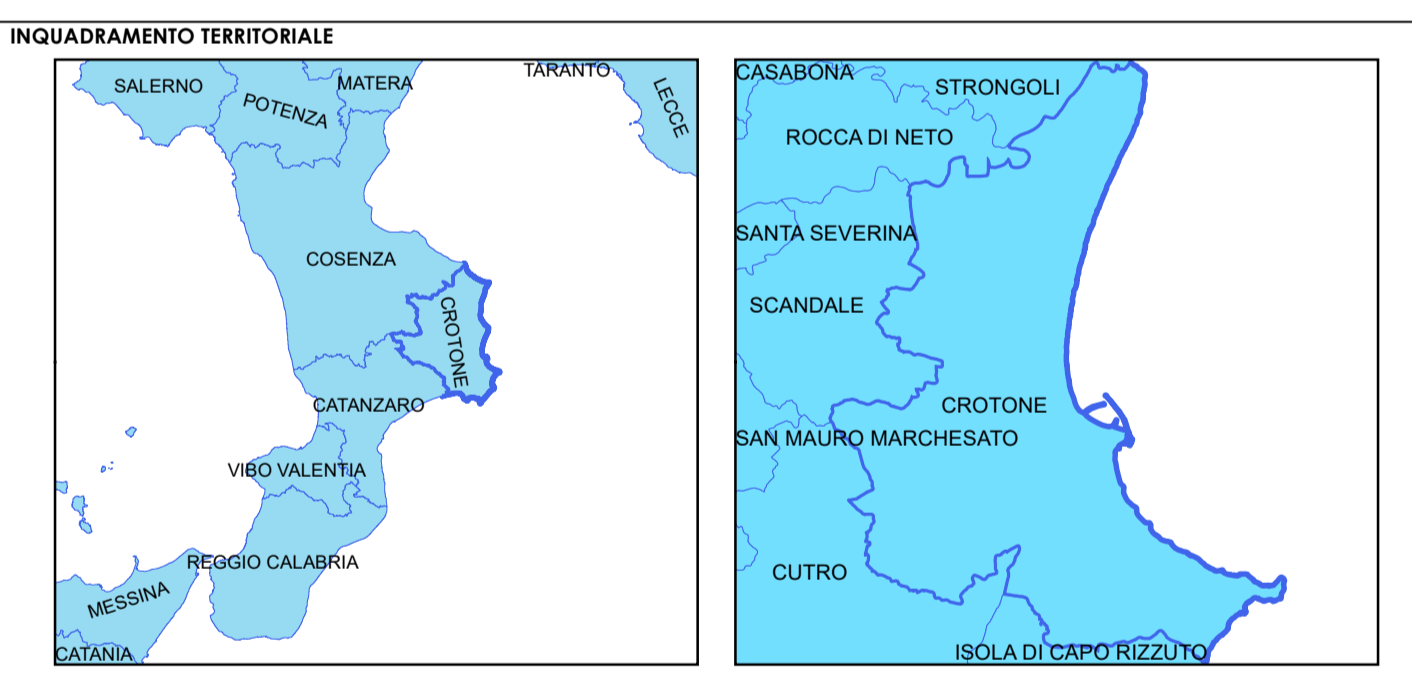 INQUADRAMENTO TERRITORIALE
SALERNO
POTENZA
MATERA
TARANTO
LECCE
COSENZA
CROTONE
CATANZARO
VIBO VALENTIA
REGGIO CALABRIA
MESSINA
CATANIA
CASABONA
STRONGOLI
ROCCA DI NETO
SANTA SEVERINA
SCANDALE
CROTONE
SAN MAURO MARCHESATO
CUTRO
ISOLA DI CAPO RIZZUTO